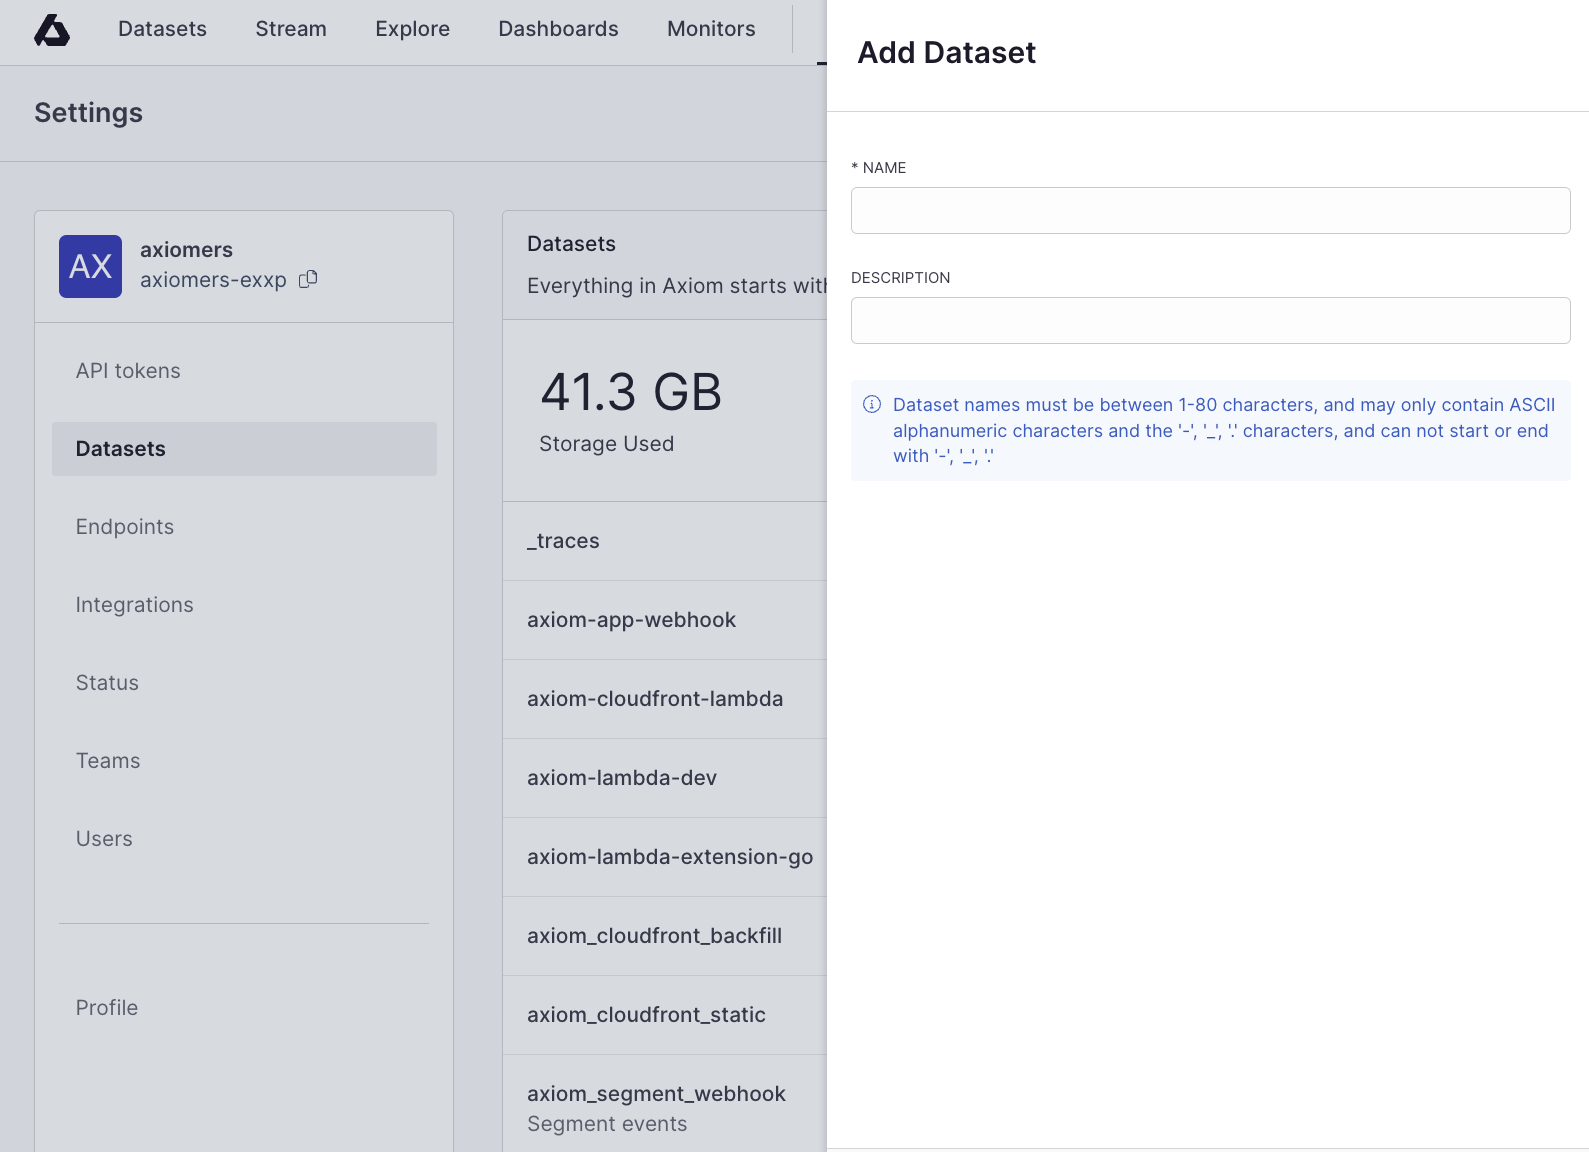 Datasets Stream Explore Dashboards Monitors
Settings
AX
axiomers
axiomers-exxp
API tokens
Datasets
Endpoints
Integrations
Status
Teams
Users
Profile
Datasets
Everything in Axiom starts with
41.3 GB
Storage Used
_traces
axiom-app-webhook
axiom-cloudfront-lambda
axiom-lambda-dev
axiom-lambda-extension-go
axiom_cloudfront_backfill
axiom_cloudfront_static
axiom_segment_webhook
Segment events
Add Dataset
* NAME
DESCRIPTION
Dataset names must be between 1-80 characters, and may only contain ASCII
alphanumeric characters and the '-', '_', '.' characters, and can not start or end
with '-', '_', '.'